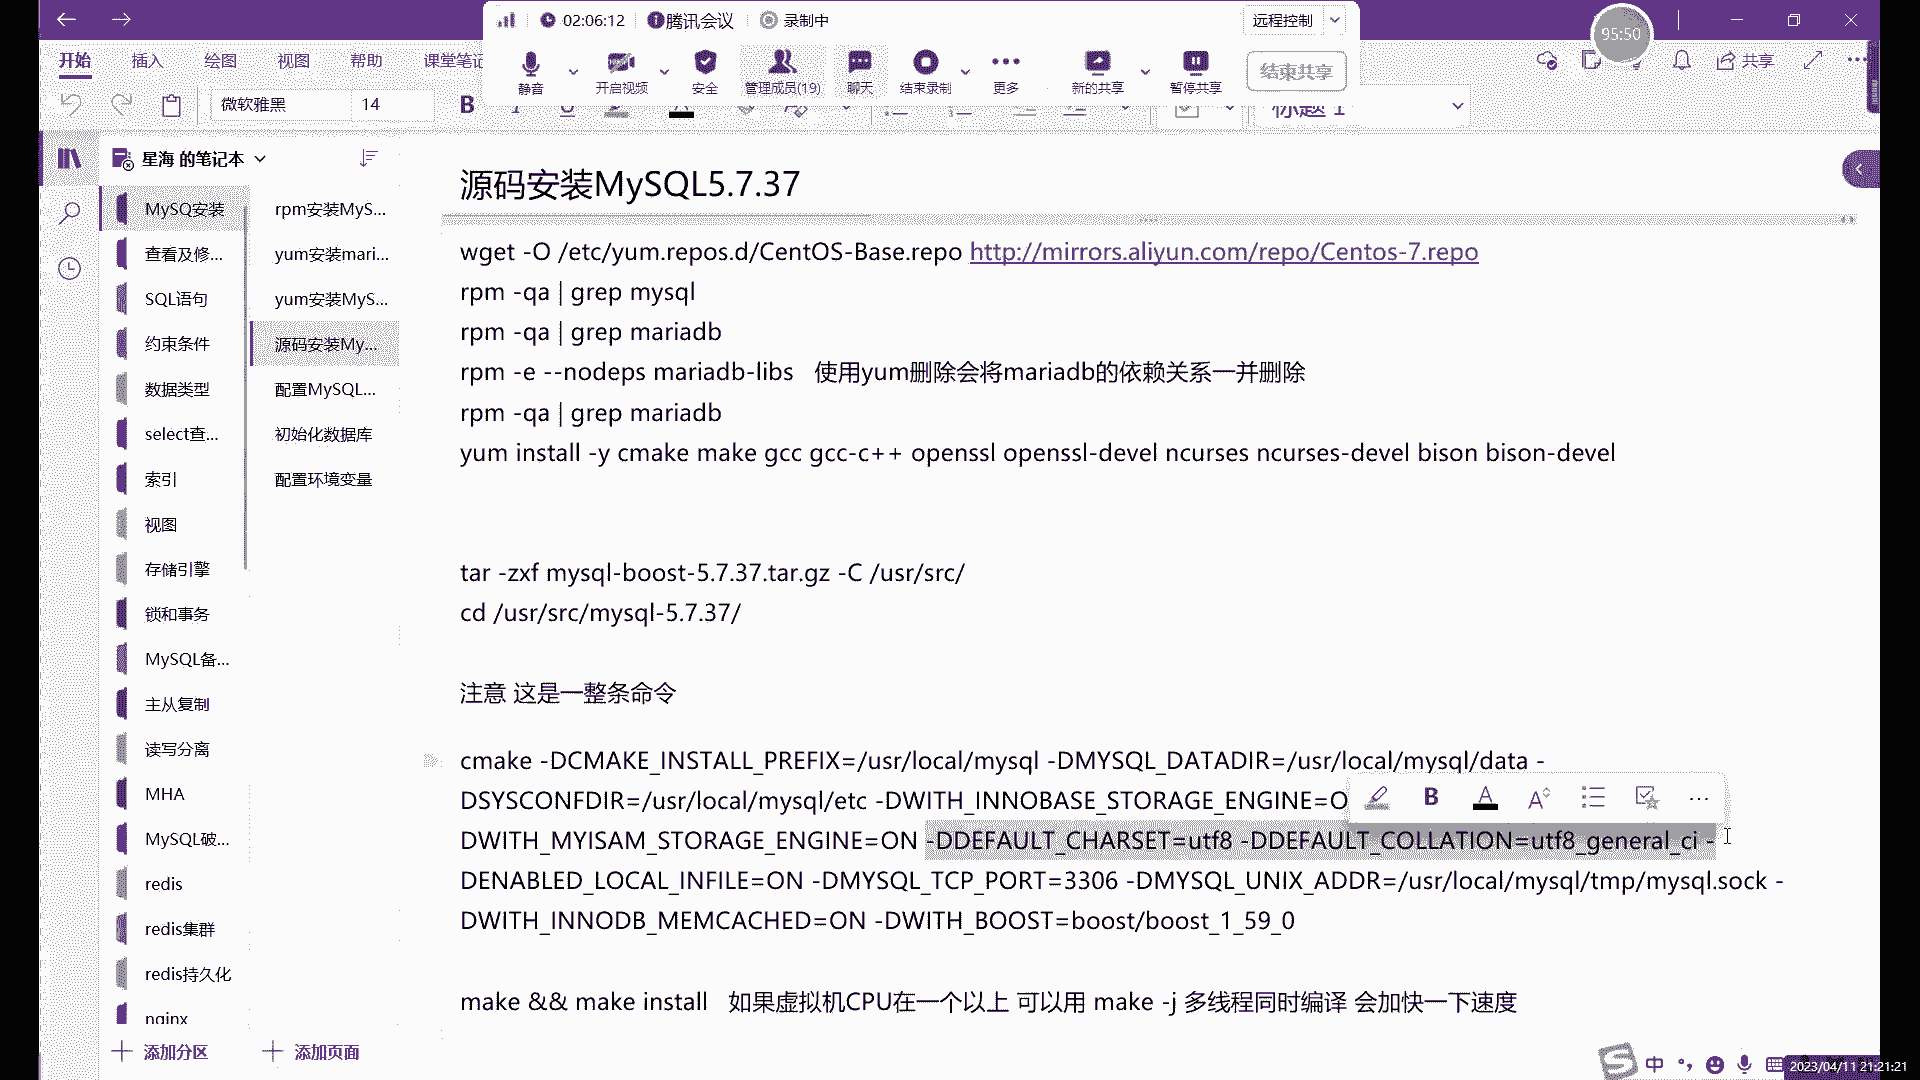 02:06:12 腾讯会议 录制中 远程控制
95:50
开始 插入 绘图 视图 帮助 课堂笔记 共享
静音 开启视频 安全 管理成员(19) 聊天 结束录制 更多 新的共享 暂停共享 结束共享
微软雅黑 14 B 标题 1
星海 的笔记本
MySQ安装
查看及修...
SQL语句
约束条件
数据类型
select查...
索引
视图
存储引擎
锁和事务
MySQL备...
主从复制
读写分离
MHA
MySQL破...
redis
redis集群
redis持久化
nginx
添加分区
rpm安装MyS...
yum安装mari...
yum安装MyS...
源码安装My...
配置MySQL...
初始化数据库
配置环境变量
添加页面
源码安装MySQL5.7.37
wget -O /etc/yum.repos.d/CentOS-Base.repo http://mirrors.aliyun.com/repo/Centos-7.repo
rpm -qa | grep mysql
rpm -qa | grep mariadb
rpm -e --nodeps mariadb-libs 使用yum删除会将mariadb的依赖关系一并删除
rpm -qa | grep mariadb
yum install -y cmake make gcc gcc-c++ openssl openssl-devel ncurses ncurses-devel bison bison-devel
tar -zxf mysql-boost-5.7.37.tar.gz -C /usr/src/
cd /usr/src/mysql-5.7.37/
注意 这是一整条命令
cmake -DCMAKE_INSTALL_PREFIX=/usr/local/mysql -DMYSQL_DATADIR=/usr/local/mysql/data -
DSYSCONFDIR=/usr/local/mysql/etc -DWITH_INNOBASE_STORAGE_ENGINE=O
DWITH_MYISAM_STORAGE_ENGINE=ON -DDEFAULT_CHARSET=utf8 -DDEFAULT_COLLATION=utf8_general_ci -
DENABLED_LOCAL_INFILE=ON -DMYSQL_TCP_PORT=3306 -DMYSQL_UNIX_ADDR=/usr/local/mysql/tmp/mysql.sock -
DWITH_INNODB_MEMCACHED=ON -DWITH_BOOST=boost/boost_1_59_0
make && make install 如果虚拟机CPU在一个以上 可以用 make -j 多线程同时编译 会加快一下速度
中
2023/04/11 21:21:21